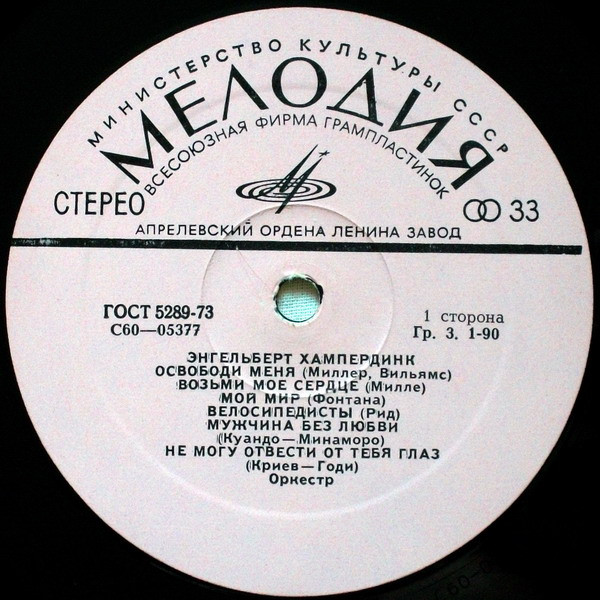 МИНИСТЕРСТВО КУЛЬТУРЫ СССР
МЕЛОДИЯ
ВСЕСОЮЗНАЯ ФИРМА ГРАМПЛАСТИНОК
СТЕРЕО
33
АПРЕЛЕВСКИЙ ОРДЕНА ЛЕНИНА ЗАВОД
ГОСТ 5289-73
С60—05377
1 сторона
Гр. 3. 1-90
ЭНГЕЛЬБЕРТ ХАМПЕРДИНК
ОСВОБОДИ МЕНЯ (Миллер, Вильямс)
ВОЗЬМИ МОЕ СЕРДЦЕ (Милле)
МОЙ МИР (Фонтана)
ВЕЛОСИПЕДИСТЫ (Рид)
МУЖЧИНА БЕЗ ЛЮБВИ
(Куандо—Минаморо)
НЕ МОГУ ОТВЕСТИ ОТ ТЕБЯ ГЛАЗ
(Криев—Годи)
Оркестр